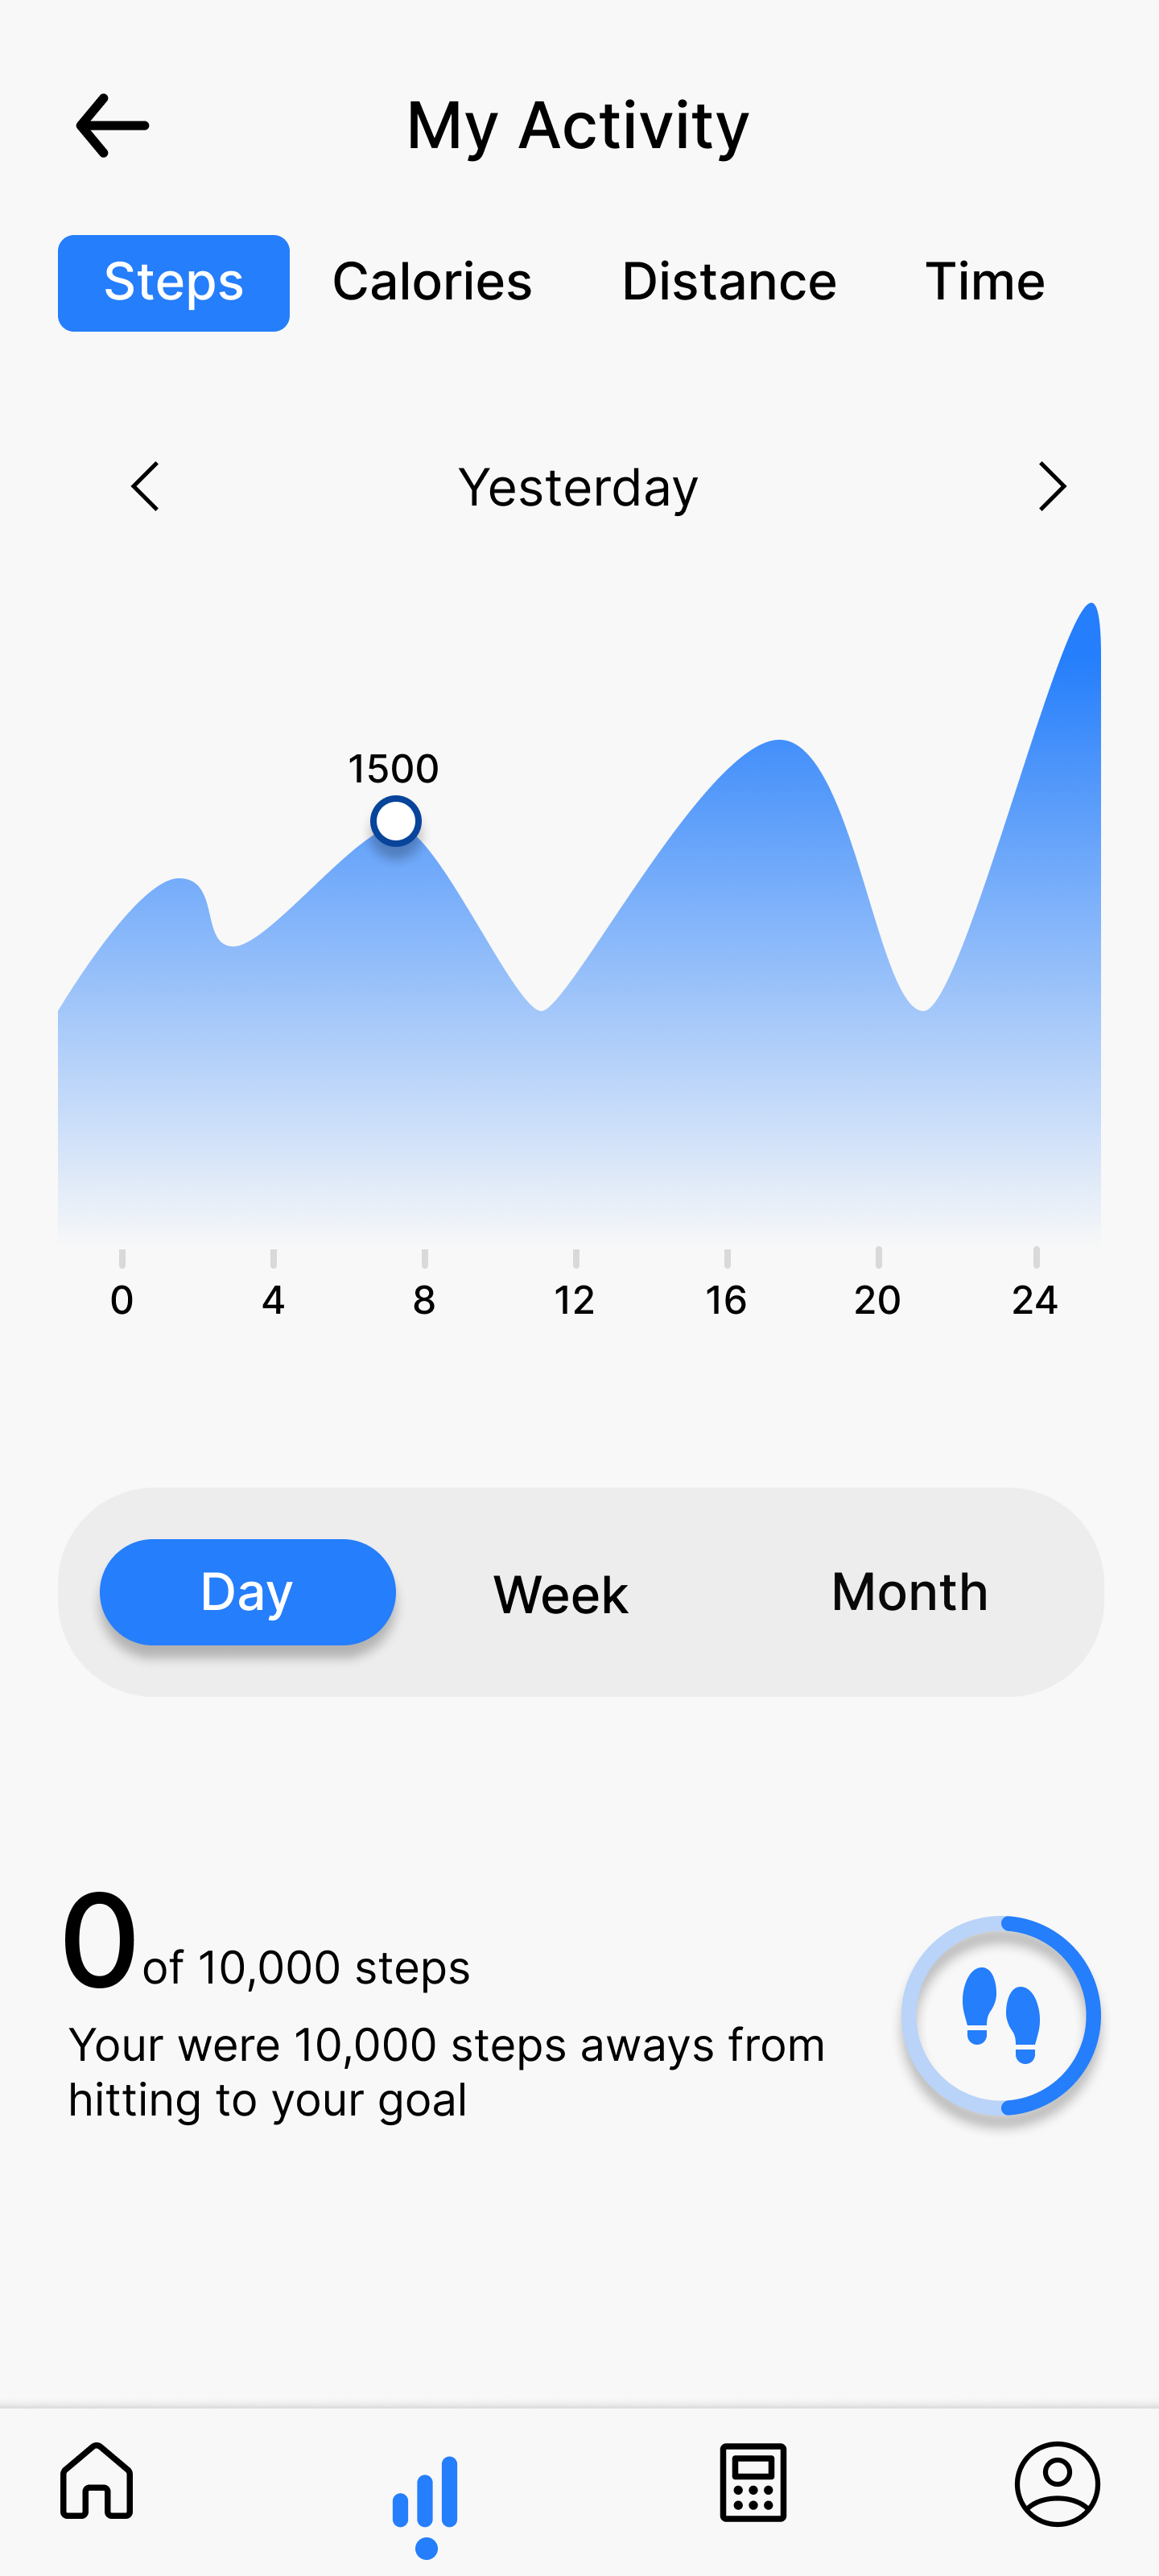 My Activity
Steps Calories Distance Time
Yesterday
1500
0 4 8 12 16 20 24
Day Week Month
0 of 10,000 steps
Your were 10,000 steps aways from
hitting to your goal